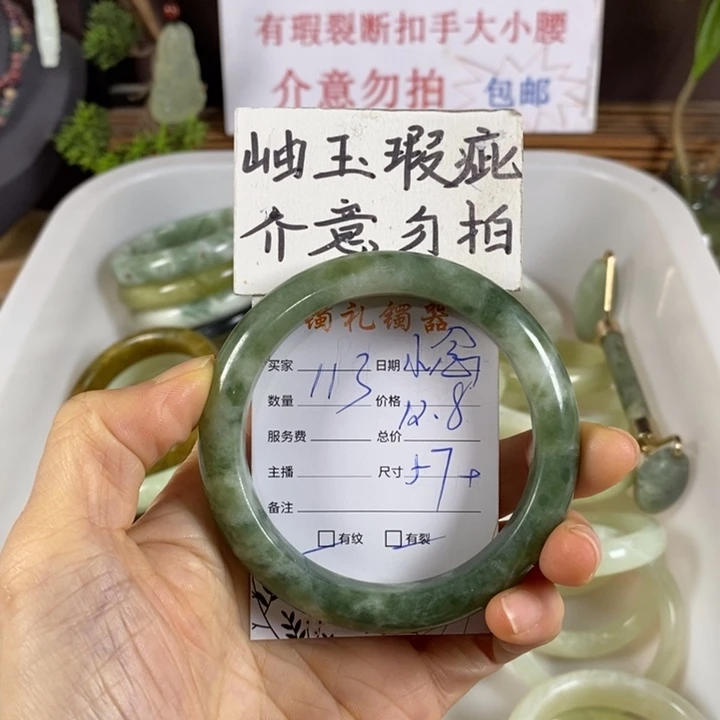 有瑕裂断扣手大小腰
介意勿拍 包邮
岫玉瑕疵
介意勿拍
镯礼镯器
买家 113 日期 小念
数量 价格 12.8
服务费 总价
主播 尺寸 57+
备注
有纹 有裂